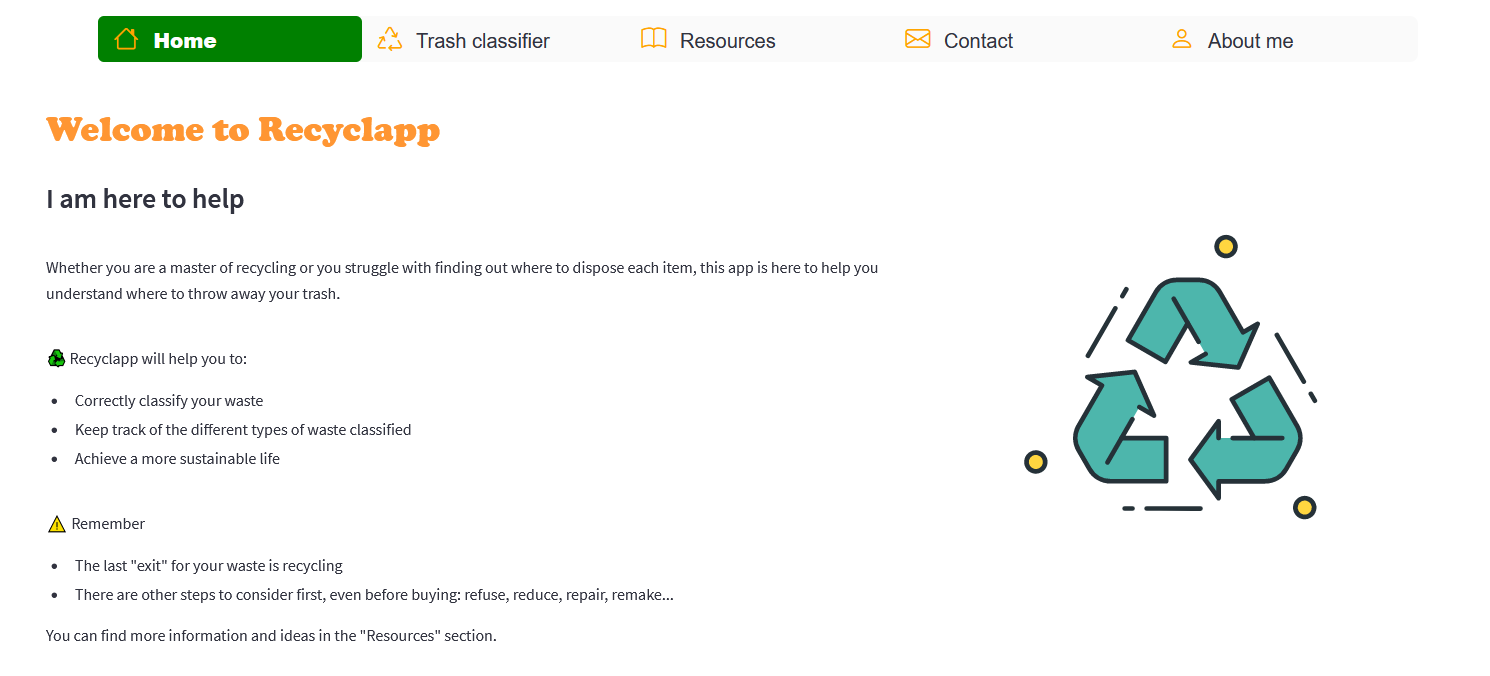 Home
Trash classifier
Resources
Contact
About me
Welcome to Recyclapp
I am here to help
Whether you are a master of recycling or you struggle with finding out where to dispose each item, this app is here to help you
understand where to throw away your trash.
Recyclapp will help you to:
Correctly classify your waste
Keep track of the different types of waste classified
Achieve a more sustainable life
Remember
The last "exit" for your waste is recycling
There are other steps to consider first, even before buying: refuse, reduce, repair, remake...
You can find more information and ideas in the "Resources" section.